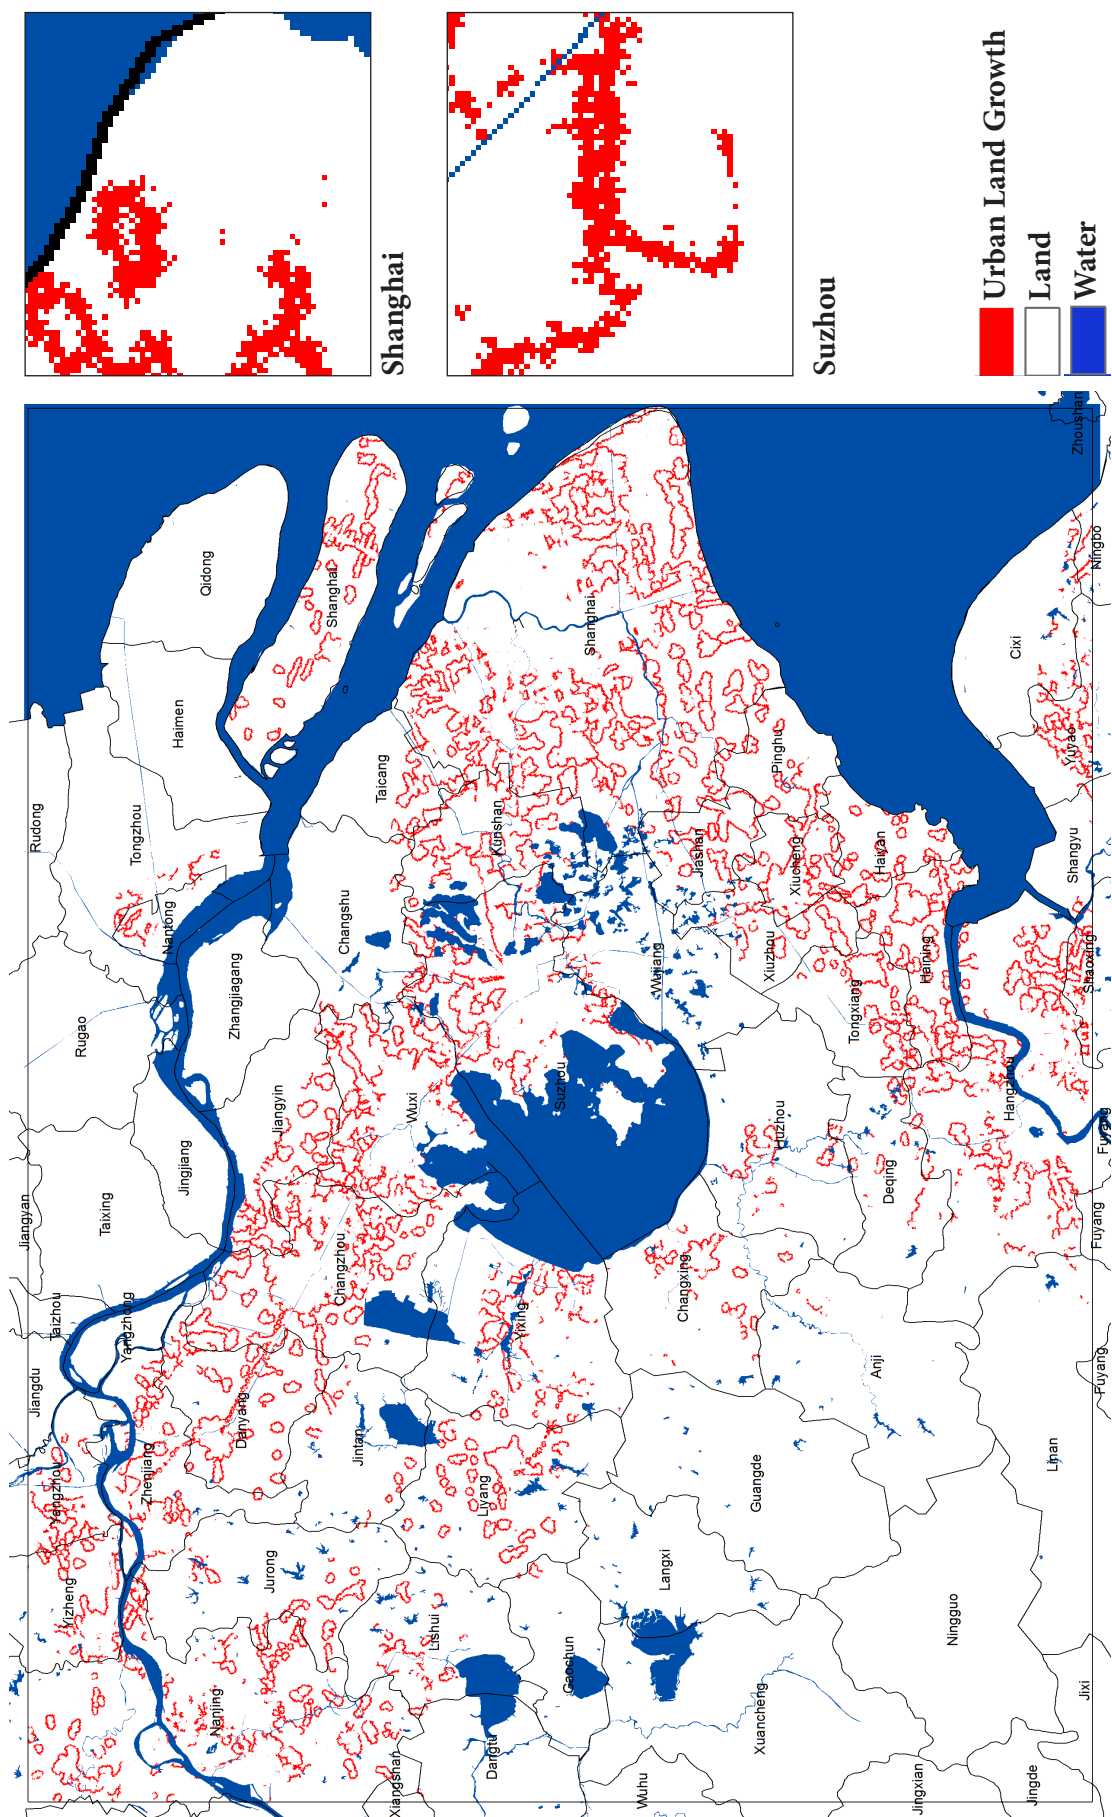 Jiangdu
Jiangyan
Rudong
Yangzhou
Taizhou
Yizheng
Rugao
Taixing
Yangzhong
Tongzhou
Zhenjiang
Nantong
Haimen
Jingjiang
Qidong
Nanjing
Zhangjiagang
Danyang
Jurong
Jiangyin
Shanghai
Changzhou
Changshu
Jintan
Taicang
Xiangshan
Wuxi
Lishui
Liyang
Dangtu
Kunshan
Yixing
Suzhou
Gaochun
Shanghai
Wuhu
Wujiang
Langxi
Changxing
Jiashan
Guangde
Xuancheng
Xiuzhou
Pinghu
Huzhou
Xiucheng
Tongxiang
Anji
Haiyan
Deqing
Jingxian
Haining
Ningguo
Hangzhou
Cixi
Jingde
Linan
Yuyao
Shangyu
Zhoushan
Jixi
Shaoxing
Ningbo
Fuyang
Fuyang
Fuyang
Shanghai
Suzhou
Urban Land Growth
Land
Water